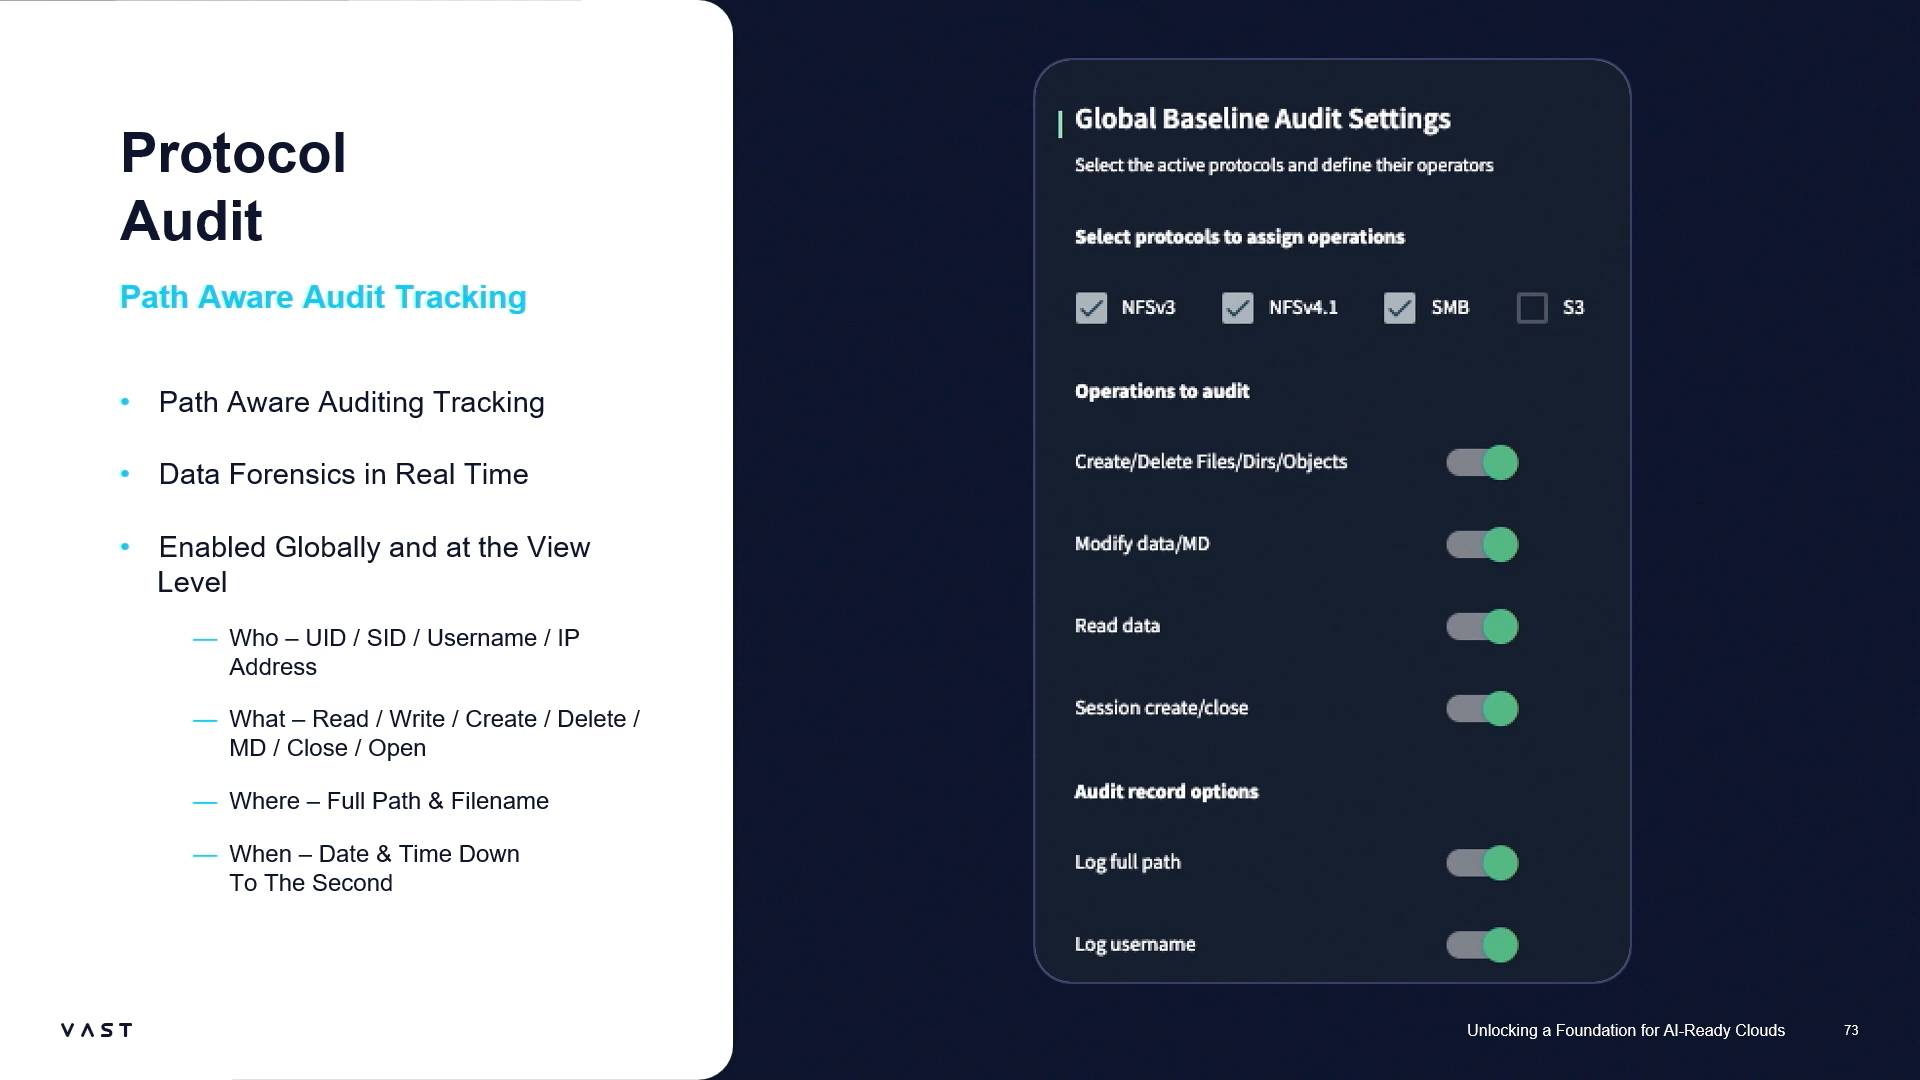 Protocol
Audit
Path Aware Audit Tracking
• Path Aware Auditing Tracking
• Data Forensics in Real Time
• Enabled Globally and at the View
Level
— Who – UID / SID / Username / IP
Address
— What – Read / Write / Create / Delete /
MD / Close / Open
— Where – Full Path & Filename
— When – Date & Time Down
To The Second
VAST
Global Baseline Audit Settings
Select the active protocols and define their operators
Select protocols to assign operations
NFSv3 NFSv4.1 SMB S3
Operations to audit
Create/Delete Files/Dirs/Objects
Modify data/MD
Read data
Session create/close
Audit record options
Log full path
Log username
Unlocking a Foundation for AI-Ready Clouds 73